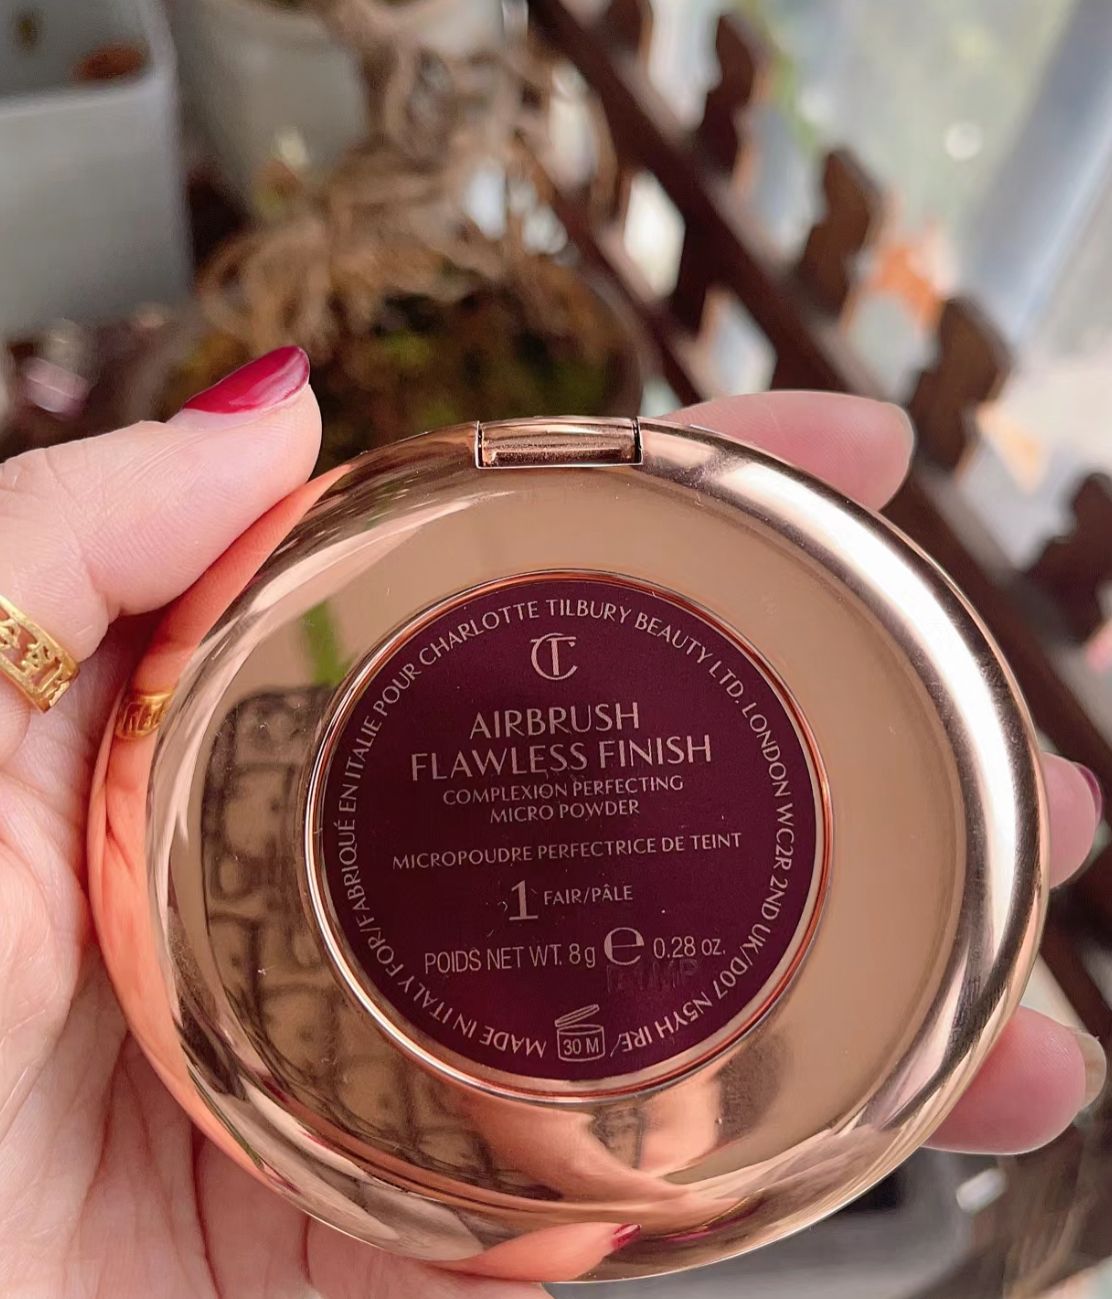 MADE IN ITALY FOR/FABRIQUÉ EN ITALIE POUR CHARLOTTE TILBURY BEAUTY LTD. LONDON WC2R 2ND UK/D07 N5YH IRE/
CT
AIRBRUSH
FLAWLESS FINISH
COMPLEXION PERFECTING
MICRO POWDER
MICROPOUDRE PERFECTRICE DE TEINT
1 FAIR/PÂLE
POIDS NET WT. 8 g e 0.28 oz.
30 M